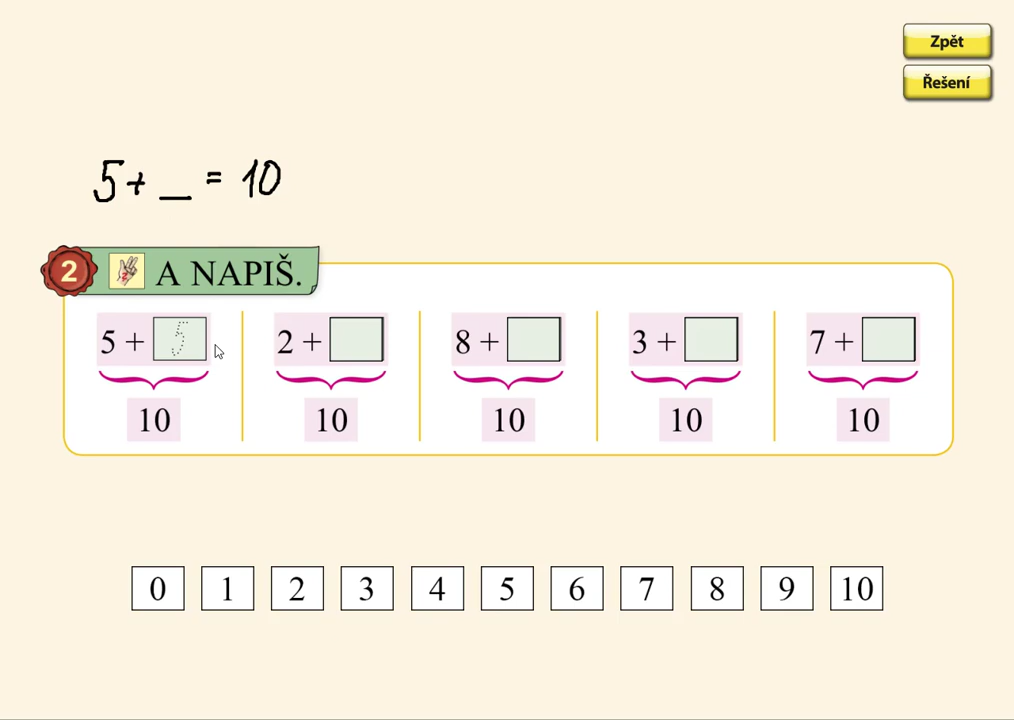 Zpět
Řešení
5 + _ = 10
2 A NAPIŠ.
5 + 5 2 + 8 + 3 + 7 +
10 10 10 10 10
0 1 2 3 4 5 6 7 8 9 10